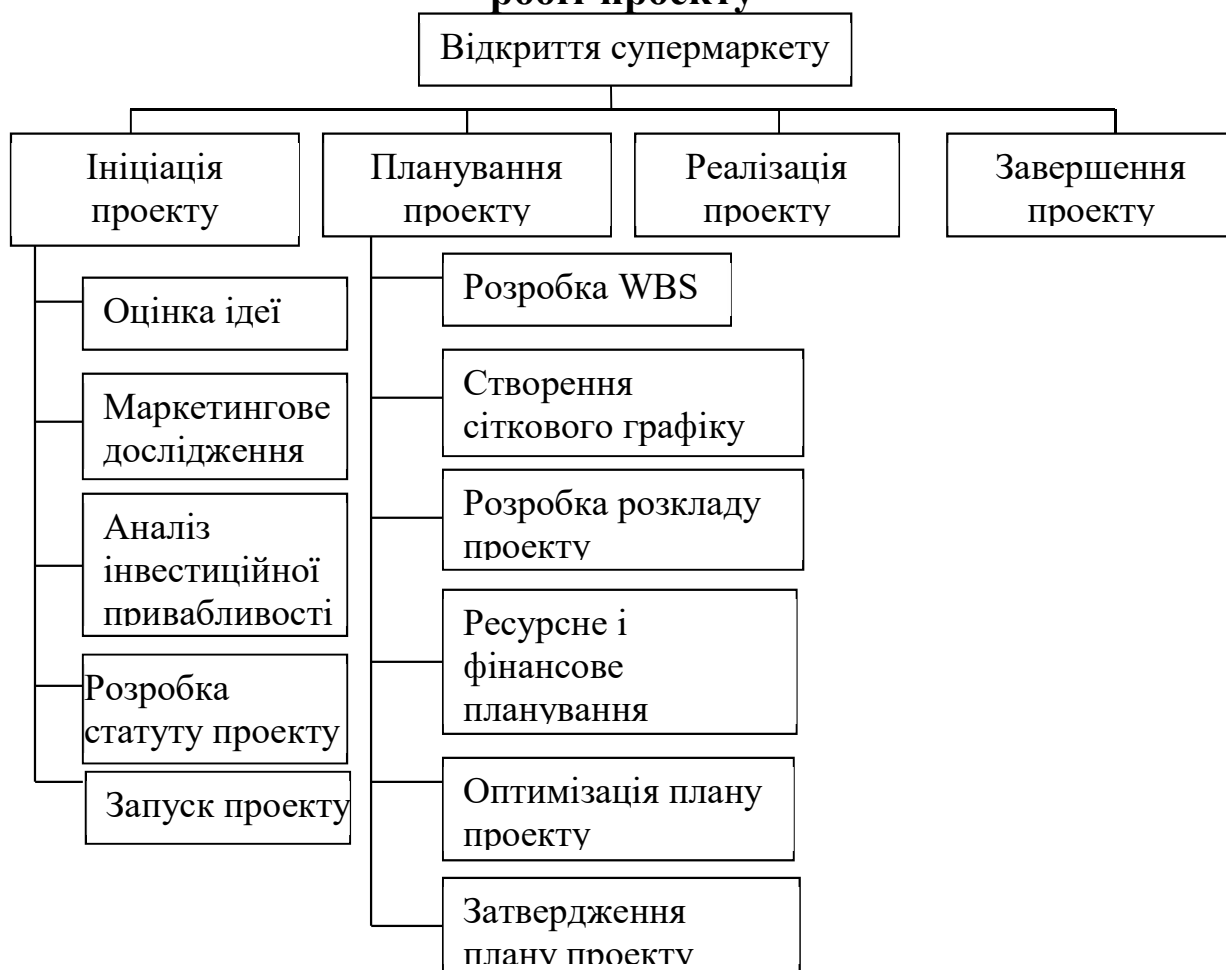 робіт проекту
Відкриття супермаркету
Ініціація
проекту
Планування
проекту
Реалізація
проекту
Завершення
проекту
Оцінка ідеї
Маркетингове
дослідження
Аналіз
інвестиційної
привабливості
Розробка
статуту проекту
Запуск проекту
Розробка WBS
Створення
сіткового графіку
Розробка розкладу
проекту
Ресурсне і
фінансове
планування
Оптимізація плану
проекту
Затвердження
плану проекту